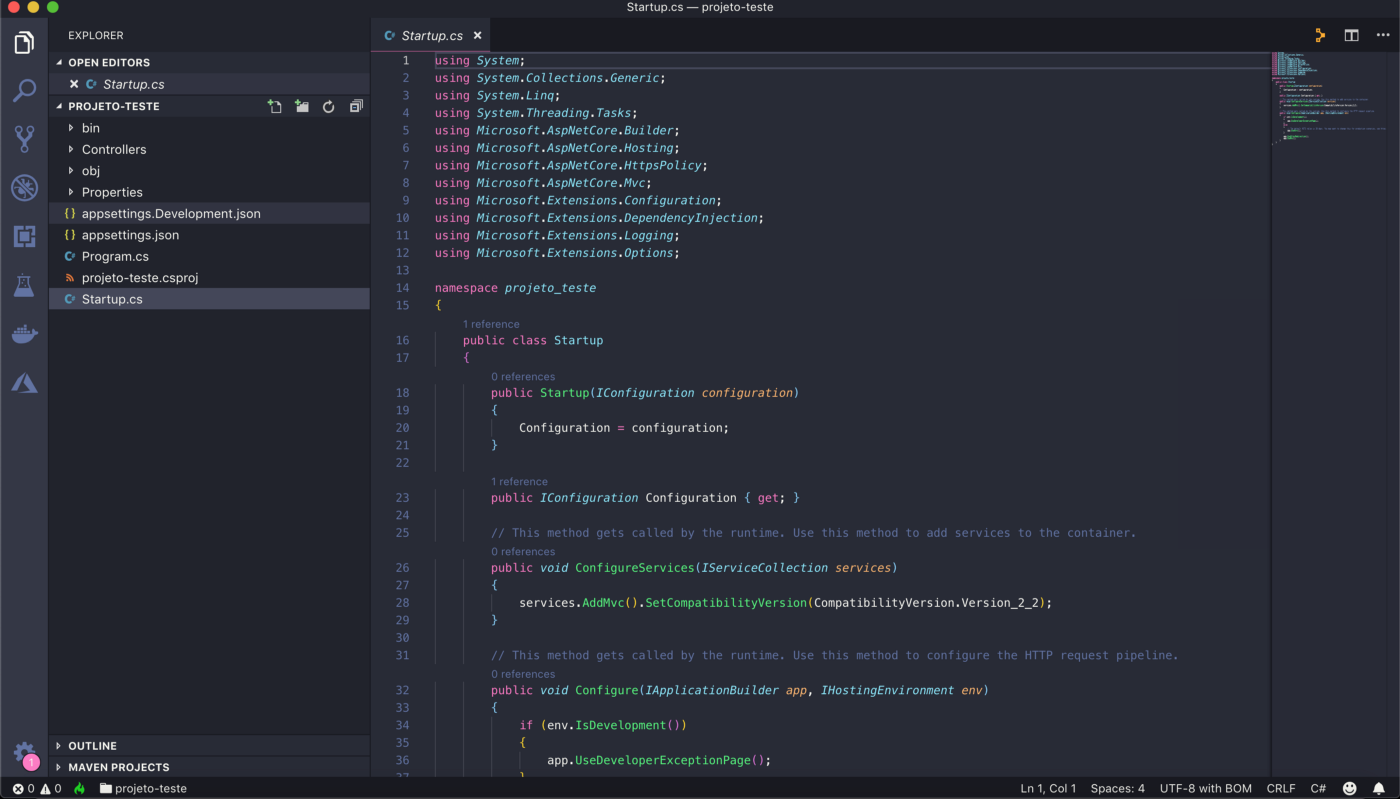 Startup.cs — projeto-teste
EXPLORER
OPEN EDITORS
Startup.cs
PROJETO-TESTE
bin
Controllers
obj
Properties
{} appsettings.Development.json
{} appsettings.json
C# Program.cs
projeto-teste.csproj
C# Startup.cs
OUTLINE
MAVEN PROJECTS
1
C# Startup.cs
1 using System;
2 using System.Collections.Generic;
3 using System.Linq;
4 using System.Threading.Tasks;
5 using Microsoft.AspNetCore.Builder;
6 using Microsoft.AspNetCore.Hosting;
7 using Microsoft.AspNetCore.HttpsPolicy;
8 using Microsoft.AspNetCore.Mvc;
9 using Microsoft.Extensions.Configuration;
10 using Microsoft.Extensions.DependencyInjection;
11 using Microsoft.Extensions.Logging;
12 using Microsoft.Extensions.Options;
13
14 namespace projeto_teste
15 {
1 reference
16 public class Startup
17 {
0 references
18 public Startup(IConfiguration configuration)
19 {
20 Configuration = configuration;
21 }
22
1 reference
23 public IConfiguration Configuration { get; }
24
25 // This method gets called by the runtime. Use this method to add services to the container.
0 references
26 public void ConfigureServices(IServiceCollection services)
27 {
28 services.AddMvc().SetCompatibilityVersion(CompatibilityVersion.Version_2_2);
29 }
30
31 // This method gets called by the runtime. Use this method to configure the HTTP request pipeline.
0 references
32 public void Configure(IApplicationBuilder app, IHostingEnvironment env)
33 {
34 if (env.IsDevelopment())
35 {
36 app.UseDeveloperExceptionPage();
37 }
0 0 projeto-teste Ln 1, Col 1 Spaces: 4 UTF-8 with BOM CRLF C#